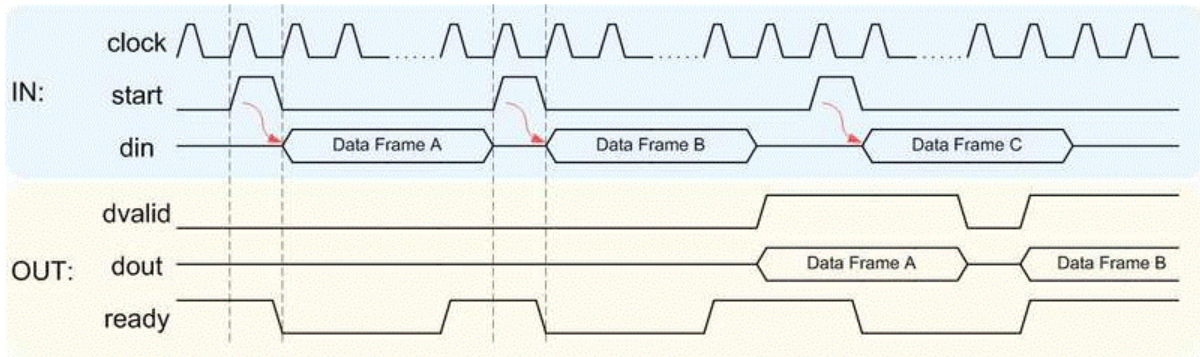 clock
IN:
start
din
Data Frame A
Data Frame B
Data Frame C
dvalid
OUT:
dout
Data Frame A
Data Frame B
ready